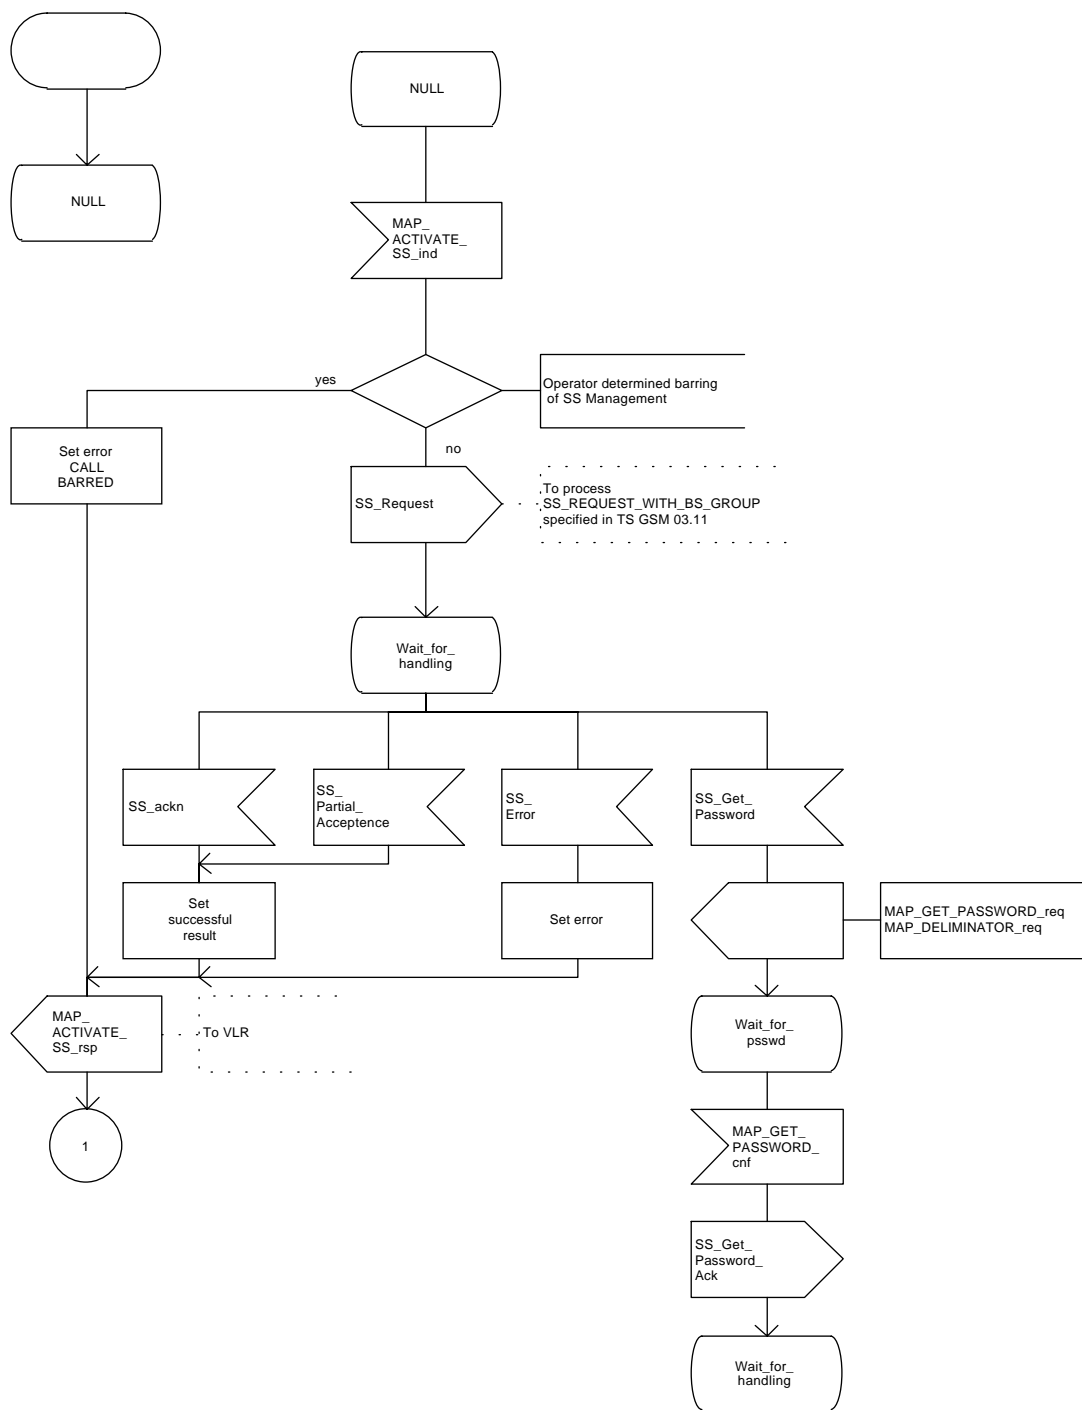 NULL
NULL
MAP_
ACTIVATE_
SS_ind
yes
Operator determined barring
of SS Management
no
Set error
CALL
BARRED
SS_Request
To process
SS_REQUEST_WITH_BS_GROUP
specified in TS GSM 03.11
Wait_for_
handling
SS_ackn
SS_
Partial_
Acceptence
SS_
Error
SS_Get_
Password
Set
successful
result
Set error
MAP_GET_PASSWORD_req
MAP_DELIMINATOR_req
MAP_
ACTIVATE_
SS_rsp
To VLR
Wait_for_
psswd
1
MAP_GET_
PASSWORD_
cnf
SS_Get_
Password_
Ack
Wait_for_
handling